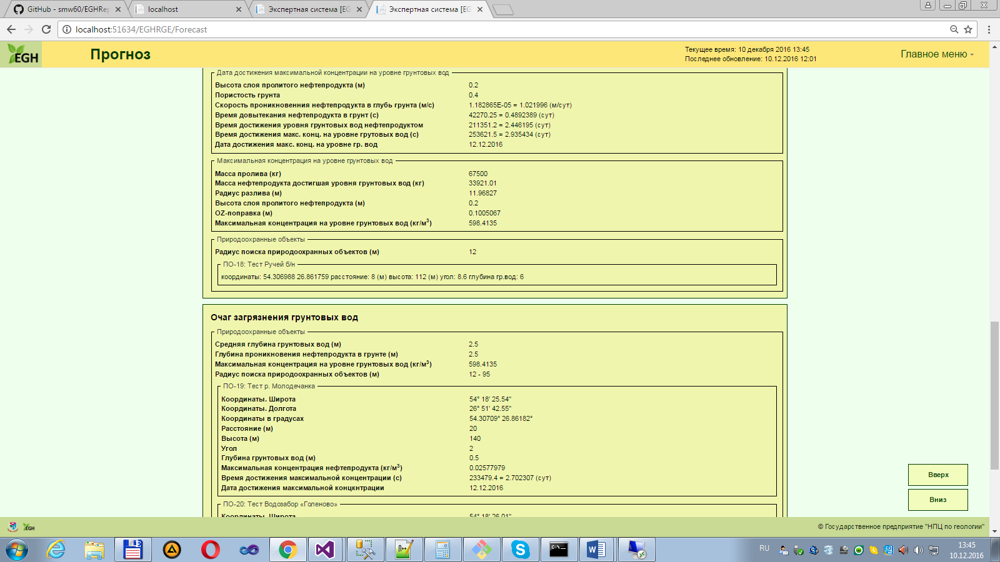 GitHub - smw60/EGHRep
localhost
Экспертная система [EG
Экспертная система [EG
localhost:51634/EGHRGE/Forecast
EGH
Прогноз
Текущее время: 10 декабря 2016 13:45
Последнее обновление: 10.12.2016 12:01
Главное меню
Дата достижения максимальной концентрации на уровне грунтовых вод
Высота слоя пролитого нефтепродукта (м) 0.2
Пористость грунта 0.4
Скорость проникновенния нефтепродукта в глубь грунта (м/с) 1.182865E-05 = 1.021996 (м/сут)
Время довытекания нефтепродукта в грунт (с) 42270.25 = 0.4892389 (сут)
Время достижения уровня грунтовых вод нефтепродуктом 211351.2 = 2.446195 (сут)
Время достижения макс. конц. на уровне грутовых вод (с) 253621.5 = 2.935434 (сут)
Дата достижения макс. конц. на уровне гр. вод 12.12.2016
Максимальная концентрация на уровне грунтовых вод
Масса пролива (кг) 67500
Масса нефтепродукта достигшая уровня грунтовых вод (кг) 33921.01
Радиус разлива (м) 11.96827
Высота слоя пролитого нефтепродукта (м) 0.2
OZ-поправка (м) 0.1005067
Максимальная концентрация на уровне грунтовых вод (кг/м³) 598.4135
Природоохранные объекты
Радиус поиска природоохранных объектов (м) 12
ПО-18: Тест Ручей б/н
координаты: 54.306988 26.861759 расстояние: 8 (м) высота: 112 (м) угол: 8.6 глубина гр.вод: 6
Очаг загрязнения грунтовых вод
Природоохранные объекты
Средняя глубина грунтовых вод (м) 2.5
Глубина проникновения нефтепродукта в грунте (м) 2.5
Максимальная концентрация на уровне грунтовых вод (кг/м³) 598.4135
Радиус поиска природоохранных объектов (м) 12 - 95
ПО-19: Тест р. Молодечанка
Координаты. Широта 54° 18' 25.54"
Координаты. Долгота 26° 51' 42.55"
Координаты в градусах 54.30709° 26.86182°
Расстояние (м) 20
Высота (м) 140
Угол 2
Глубина грунтовых вод (м) 0.5
Максимальная концентрация нефтепродукта (кг/м³) 0.02577979
Время достижения максимальной концентрации (с) 233479.4 = 2.702307 (сут)
Дата достижения максимальной концкнтрации 12.12.2016
ПО-20: Тест Водозабор «Геленово»
Координаты. Широта 54° 18' 26.01"
Вверх
Вниз
EGH
© Государственное предприятие "НПЦ по геологии"
RU
13:45
10.12.2016